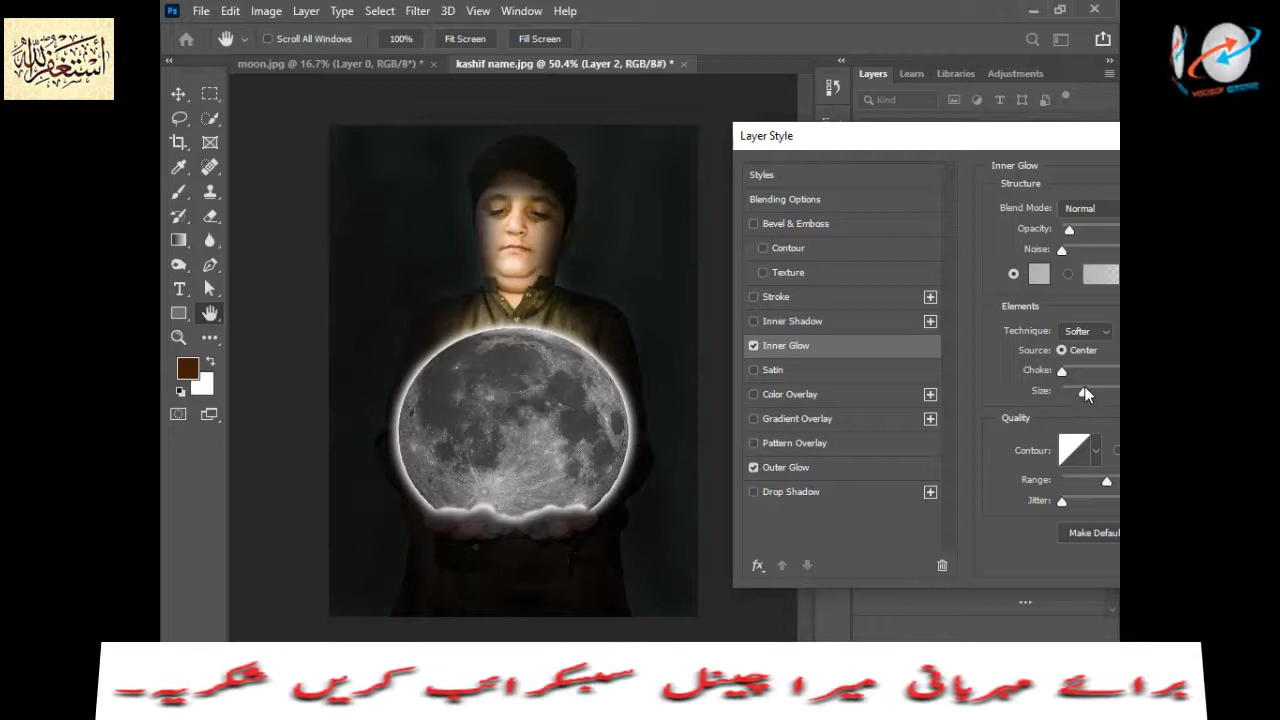 أستغفر الله
Ps File Edit Image Layer Type Select Filter 3D View Window Help
Scroll All Windows 100% Fit Screen Fill Screen
moon.jpg @ 16.7% (Layer 0, RGB/8*) * × kashif name.jpg @ 50.4% (Layer 2, RGB/8#) * ×
Layers Learn Libraries Adjustments
Kind
Layer Style
Styles
Blending Options
Bevel & Emboss
Contour
Texture
Stroke
Inner Shadow
Inner Glow
Satin
Color Overlay
Gradient Overlay
Pattern Overlay
Outer Glow
Drop Shadow
fx
Inner Glow
Structure
Blend Mode: Normal
Opacity:
Noise:
Elements
Technique: Softer
Source: Center
Choke:
Size:
Quality
Contour:
Range:
Jitter:
Make Defaul
برائے مہربانی میرا چینل سبسکرائب کریں شکریہ۔